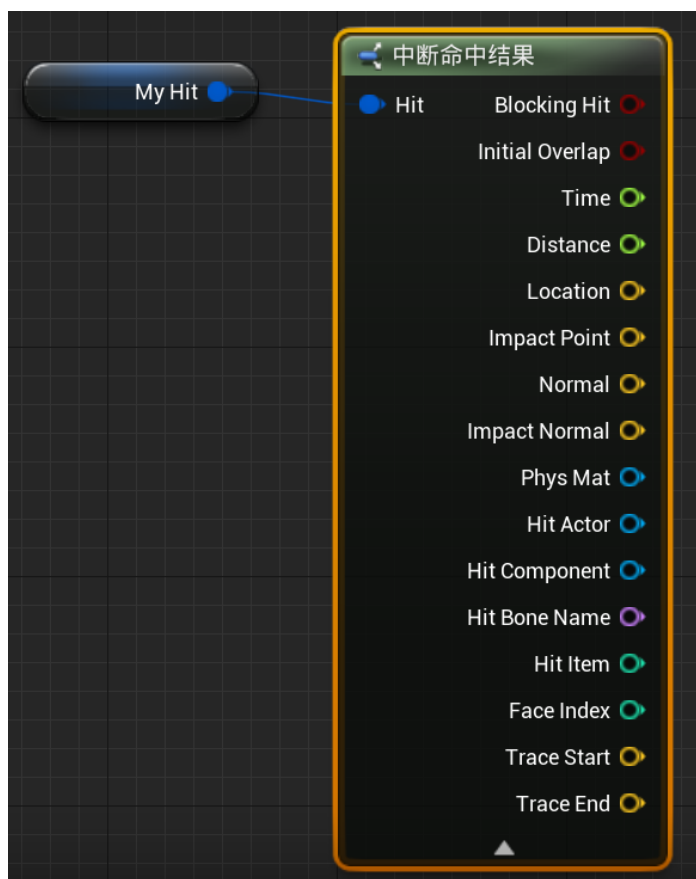 中断命中结果
My Hit
Hit
Blocking Hit
Initial Overlap
Time
Distance
Location
Impact Point
Normal
Impact Normal
Phys Mat
Hit Actor
Hit Component
Hit Bone Name
Hit Item
Face Index
Trace Start
Trace End